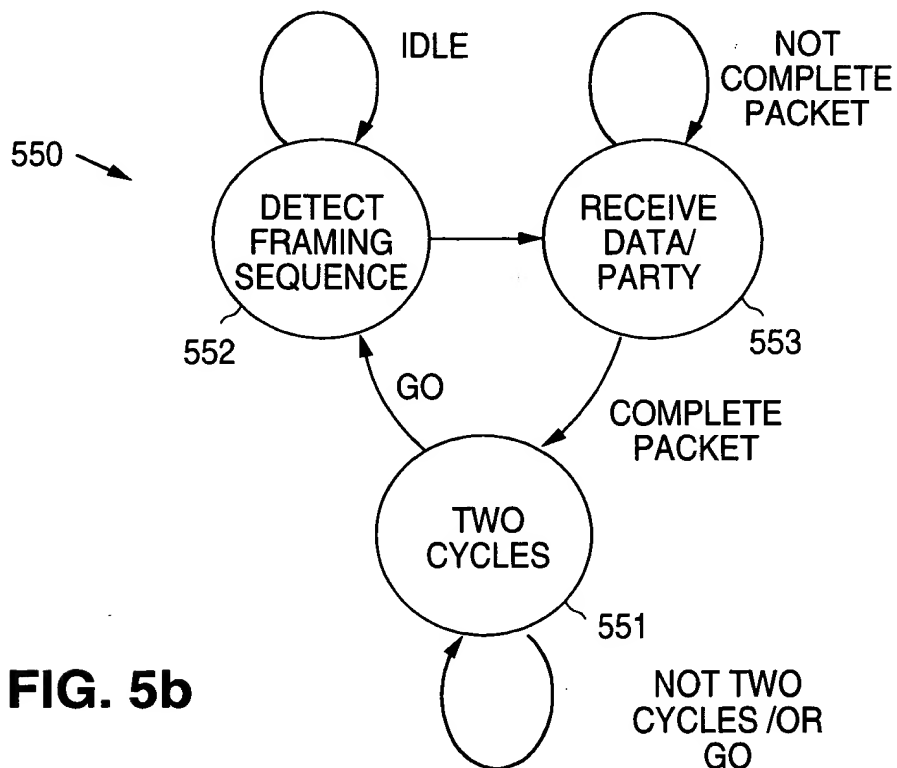 IDLE
NOT
COMPLETE
PACKET
550
DETECT
FRAMING
SEQUENCE
RECEIVE
DATA/
PARTY
552
553
GO
COMPLETE
PACKET
TWO
CYCLES
551
FIG. 5b
NOT TWO
CYCLES /OR
GO